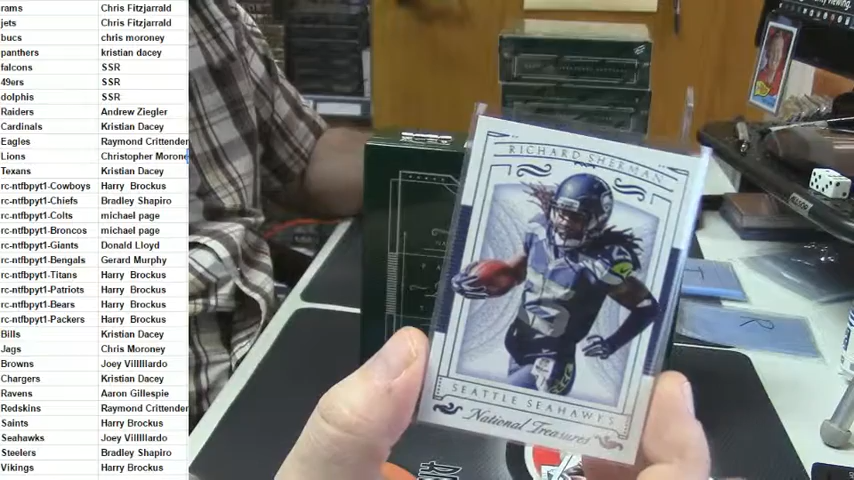 rams Chris Fitzjarrald
jets Chris Fitzjarrald
bucs chris moroney
panthers kristian dacey
falcons SSR
49ers SSR
dolphis SSR
Raiders Andrew Ziegler
Cardinals Kristian Dacey
Eagles Raymond Crittender
Lions Christopher Morone
Texans Kristian Dacey
rc-ntfbpyt1-Cowboys Harry Brockus
rc-ntfbpyt1-Chiefs Bradley Shapiro
rc-ntfbpyt1-Colts michael page
rc-ntfbpyt1-Broncos michael page
rc-ntfbpyt1-Giants Donald Lloyd
rc-ntfbpyt1-Bengals Gerard Murphy
rc-ntfbpyt1-Titans Harry Brockus
rc-ntfbpyt1-Patriots Harry Brockus
rc-ntfbpyt1-Bears Harry Brockus
rc-ntfbpyt1-Packers Harry Brockus
Bills Kristian Dacey
Jags Chris Moroney
Browns Joey Villlllardo
Chargers Kristian Dacey
Ravens Aaron Gillespie
Redskins Raymond Crittender
Saints Harry Brockus
Seahawks Joey Villlllardo
Steelers Bradley Shapiro
Vikings Harry Brockus
RICHARD SHERMAN
SEATTLE SEAHAWKS
National Treasures